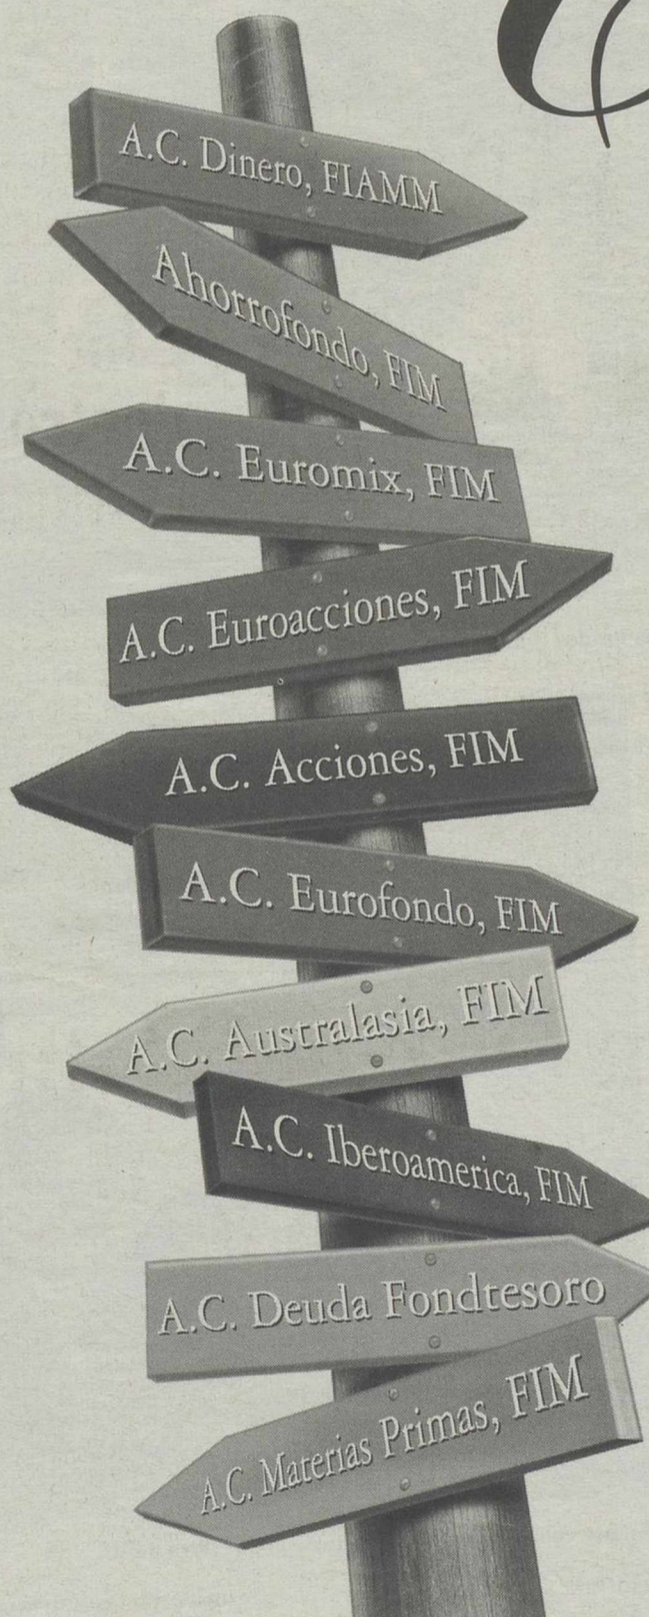 A.C. Dinero, FIAMM
Ahorrofondo, FIM
A.C. Euromix, FIM
A.C. Euroacciones, FIM
A.C. Acciones, FIM
A.C. Eurofondo, FIM
A.C. Australasia, FIM
A.C. Iberoamerica, FIM
A.C. Deuda Fondtesoro
A.C. Materias Primas, FIM